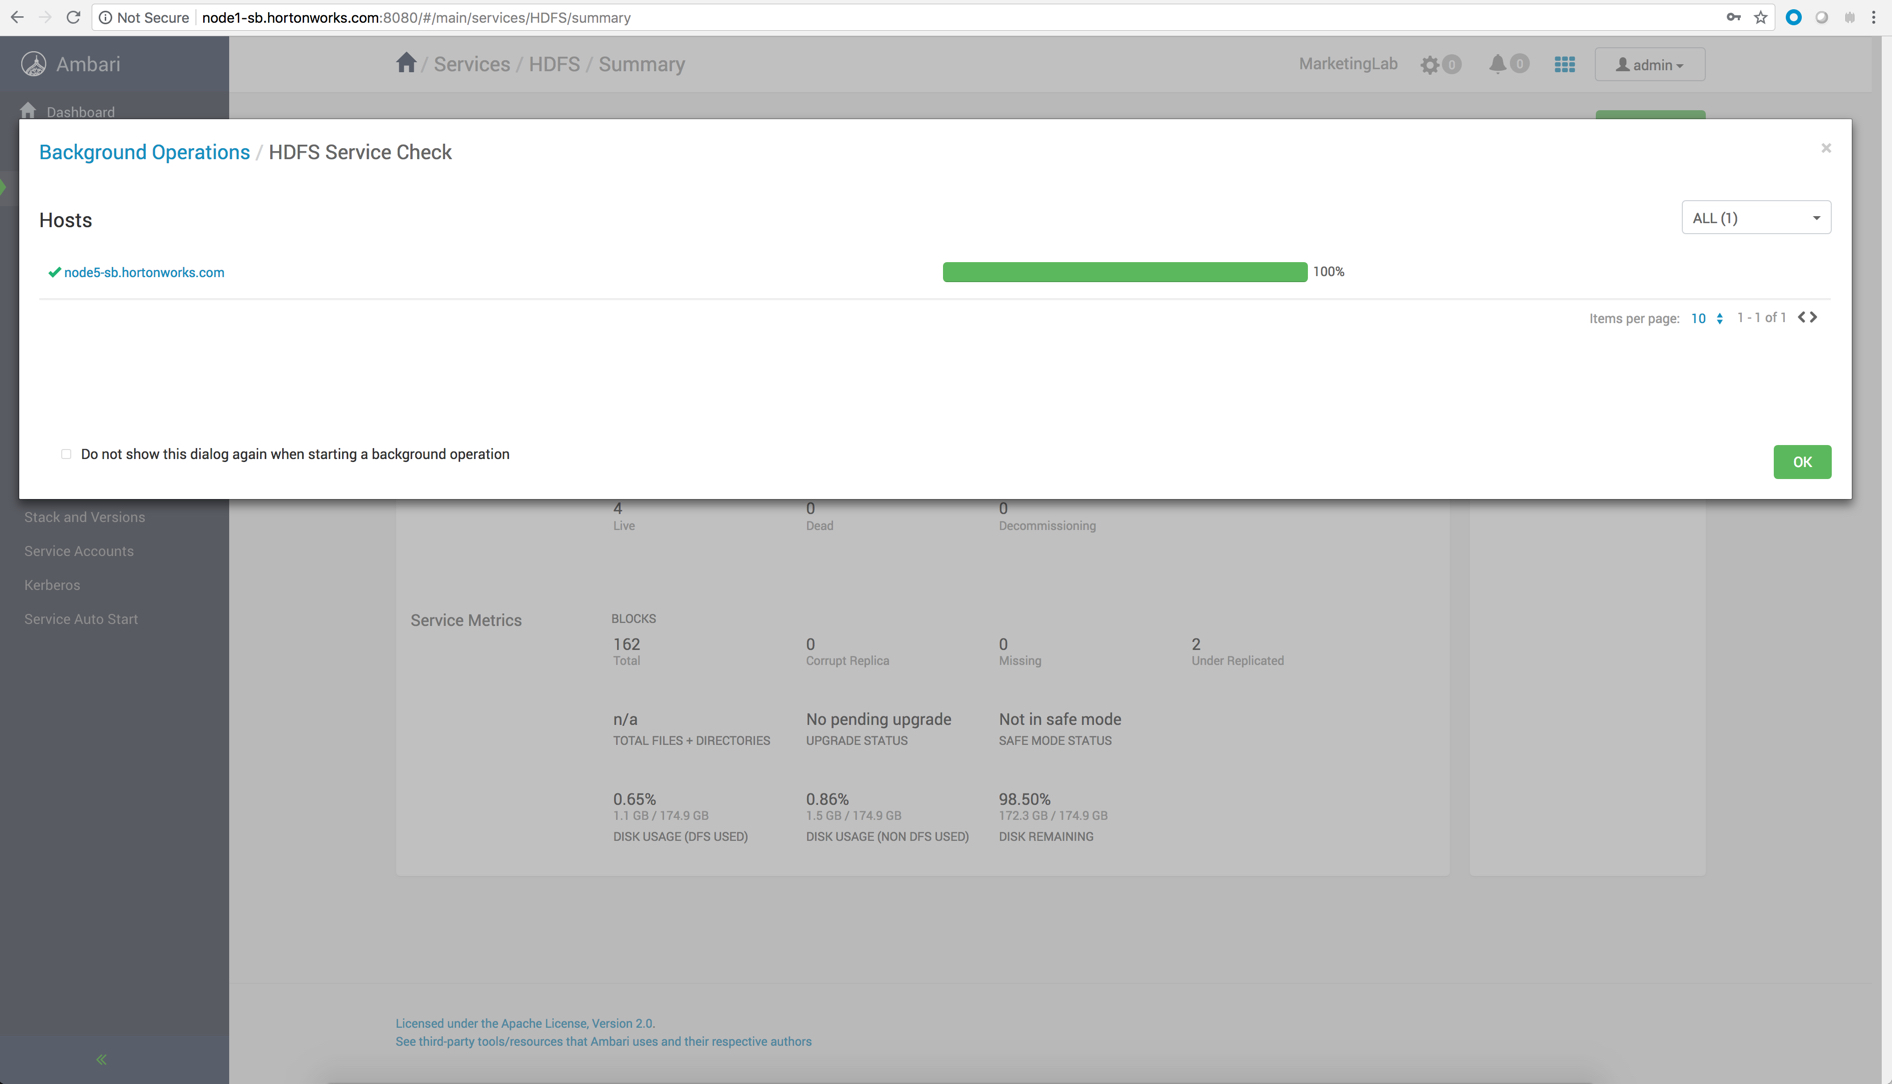 Not Secure node1-sb.hortonworks.com:8080/#/main/services/HDFS/summary
Ambari
/ Services / HDFS / Summary
MarketingLab 0 0 admin
Dashboard
Background Operations / HDFS Service Check ×
Hosts
ALL (1)
node5-sb.hortonworks.com 100%
Items per page: 10 1 - 1 of 1
Do not show this dialog again when starting a background operation
OK
Stack and Versions
Service Accounts
Kerberos
Service Auto Start
4 0 0
Live Dead Decommissioning
Service Metrics BLOCKS
162 0 0 2
Total Corrupt Replica Missing Under Replicated
n/a No pending upgrade Not in safe mode
TOTAL FILES + DIRECTORIES UPGRADE STATUS SAFE MODE STATUS
0.65% 0.86% 98.50%
1.1 GB / 174.9 GB 1.5 GB / 174.9 GB 172.3 GB / 174.9 GB
DISK USAGE (DFS USED) DISK USAGE (NON DFS USED) DISK REMAINING
Licensed under the Apache License, Version 2.0.
See third-party tools/resources that Ambari uses and their respective authors